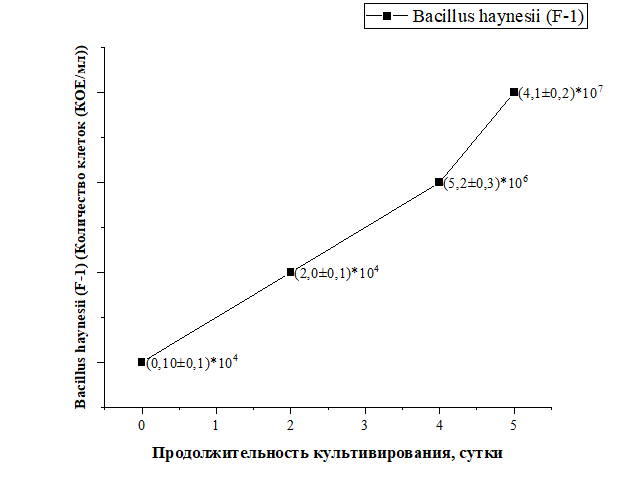 Bacillus haynesii (F-1)
Bacillus haynesii (F-1) (Количество клеток (КОЕ/мл))
(4,1±0,2)*10⁷
(5,2±0,3)*10⁶
(2,0±0,1)*10⁴
(0,10±0,1)*10⁴
0 1 2 3 4 5
Продолжительность культивирования, сутки